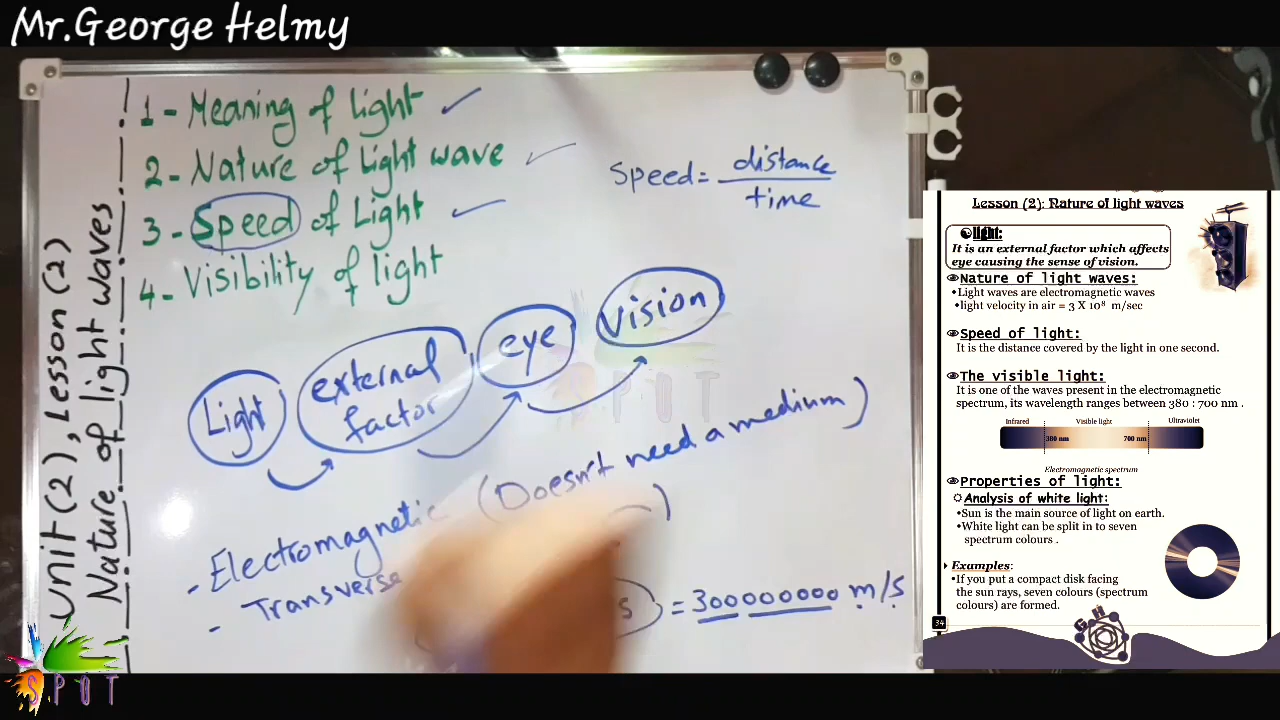 Mr.George Helmy
Unit (2), Lesson (2)
Nature of light waves
1- Meaning of light
2- Nature of Light wave
3- Speed of Light
4- Visibility of light
Speed = distance
time
Light
external
factor
eye
vision
- Electromagnetic (Doesn't need a medium)
- Transverse
s = 300000000 m/s
SPOT
SPOT
Lesson (2): Nature of light waves
light:
It is an external factor which affects
eye causing the sense of vision.
Nature of light waves:
•Light waves are electromagnetic waves
•light velocity in air = 3 X 10⁸ m/sec
Speed of light:
It is the distance covered by the light in one second.
The visible light:
It is one of the waves present in the electromagnetic
spectrum, its wavelength ranges between 380 : 700 nm .
Infrared Visible light Ultraviolet
380 nm 700 nm
Electromagnetic spectrum
Properties of light:
Analysis of white light:
•Sun is the main source of light on earth.
•White light can be split in to seven
spectrum colours .
Examples:
•If you put a compact disk facing
the sun rays, seven colours (spectrum
colours) are formed.
34
G H